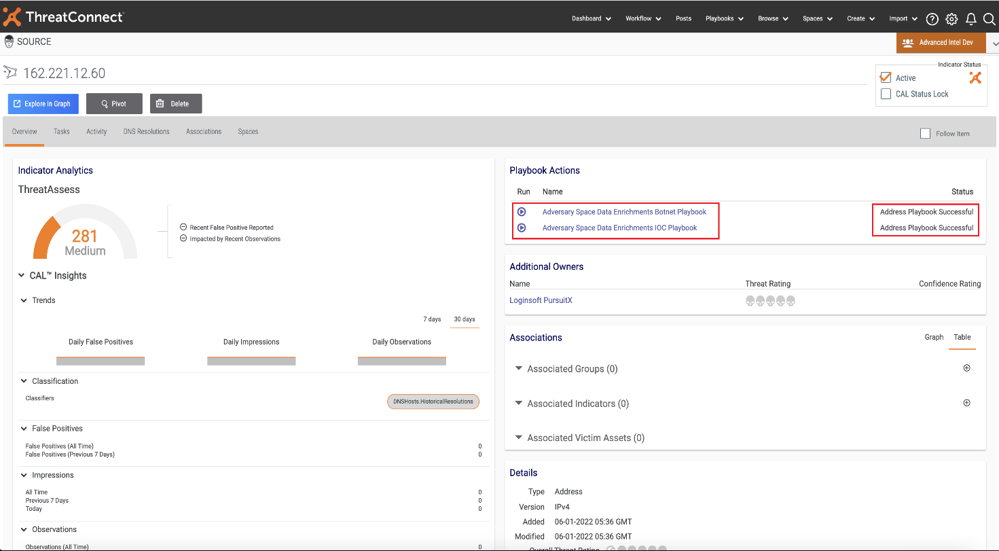 ThreatConnect™
Dashboard
Workflow
Posts
Playbooks
Browse
Spaces
Create
Import
SOURCE
Advanced Intel Dev
162.221.12.60
Indicator Status
Active
CAL Status Lock
Explore In Graph
Pivot
Delete
Overview
Tasks
Activity
DNS Resolutions
Associations
Spaces
Follow Item
Indicator Analytics
ThreatAssess
281
Medium
Recent False Positive Reported
Impacted by Recent Observations
CAL™ Insights
Trends
7 days
30 days
Daily False Positives
Daily Impressions
Daily Observations
Classification
Classifiers
DNSHosts.HistoricalResolutions
False Positives
False Positives (All Time) 0
False Positives (Previous 7 Days) 0
Impressions
All Time 0
Previous 7 Days 0
Today 0
Observations
Observations (All Time) 0
Playbook Actions
Run Name Status
Adversary Space Data Enrichments Botnet Playbook Address Playbook Successful
Adversary Space Data Enrichments IOC Playbook Address Playbook Successful
Additional Owners
Name Threat Rating Confidence Rating
Loginsoft PursuitX
Associations
Graph
Table
Associated Groups (0)
Associated Indicators (0)
Associated Victim Assets (0)
Details
Type Address
Version IPv4
Added 06-01-2022 05:36 GMT
Modified 06-01-2022 05:36 GMT
Overall Threat Rating